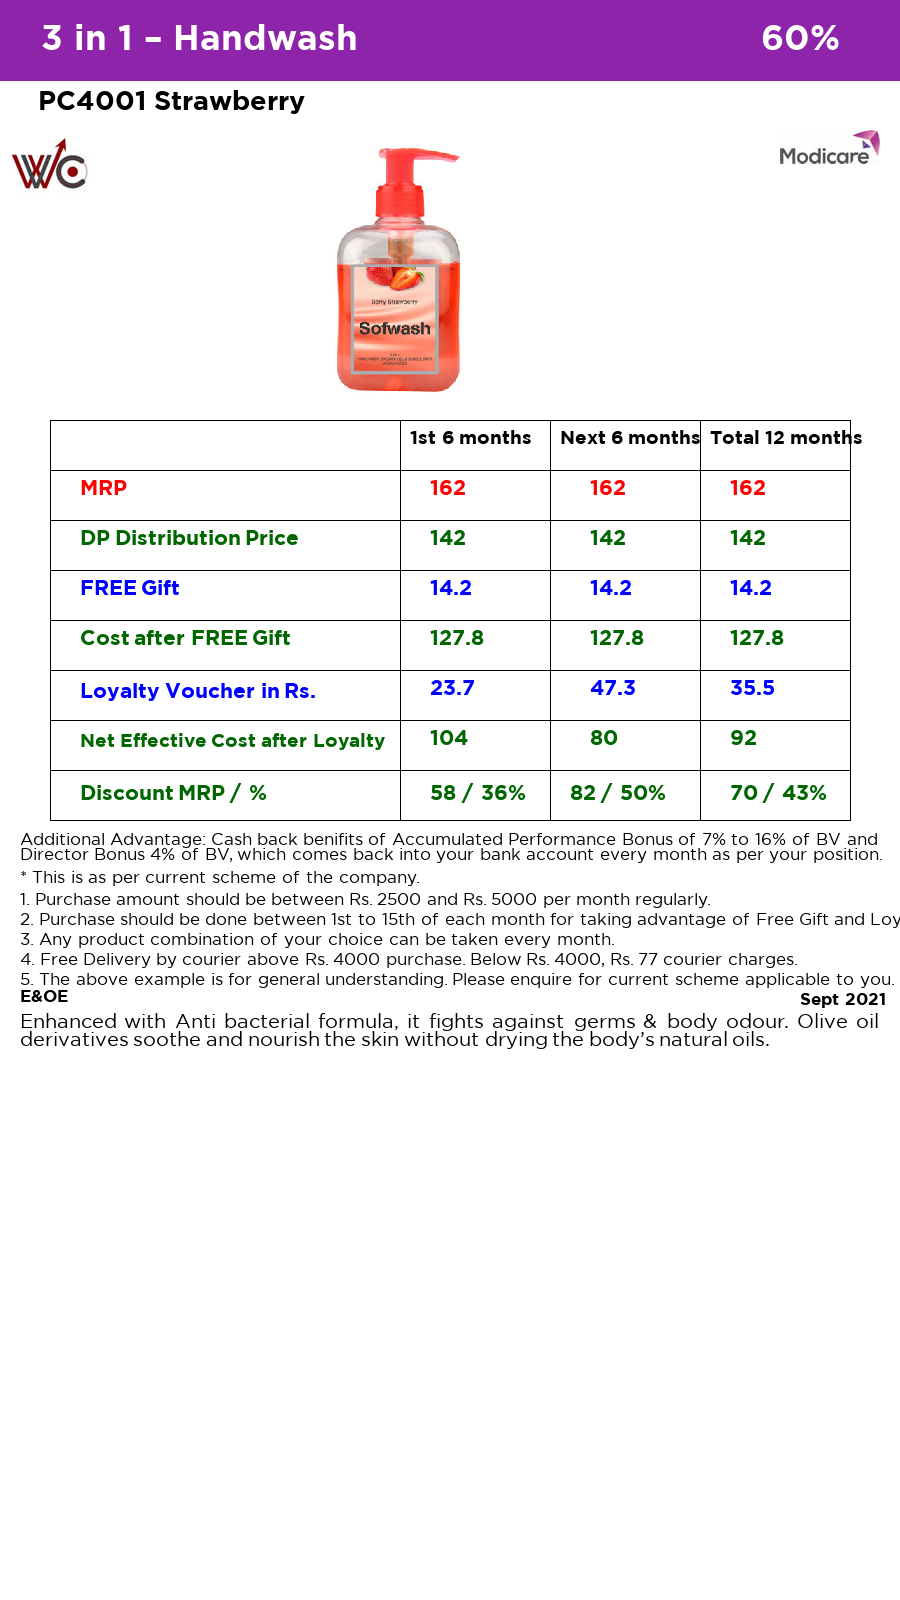 3 in 1 – Handwash 60%
PC4001 Strawberry
WC
Modicare
Berry Strawberry
Sofwash
3 IN 1
HAND WASH, SHOWER GEL & BUBBLE BATH
1st 6 months Next 6 months Total 12 months
MRP 162 162 162
DP Distribution Price 142 142 142
FREE Gift 14.2 14.2 14.2
Cost after FREE Gift 127.8 127.8 127.8
Loyalty Voucher in Rs. 23.7 47.3 35.5
Net Effective Cost after Loyalty 104 80 92
Discount MRP / % 58 / 36% 82 / 50% 70 / 43%
Additional Advantage: Cash back benifits of Accumulated Performance Bonus of 7% to 16% of BV and
Director Bonus 4% of BV, which comes back into your bank account every month as per your position.
* This is as per current scheme of the company.
1. Purchase amount should be between Rs. 2500 and Rs. 5000 per month regularly.
2. Purchase should be done between 1st to 15th of each month for taking advantage of Free Gift and Loy
3. Any product combination of your choice can be taken every month.
4. Free Delivery by courier above Rs. 4000 purchase. Below Rs. 4000, Rs. 77 courier charges.
5. The above example is for general understanding. Please enquire for current scheme applicable to you.
E&OE Sept 2021
Enhanced with Anti bacterial formula, it fights against germs & body odour. Olive oil
derivatives soothe and nourish the skin without drying the body’s natural oils.